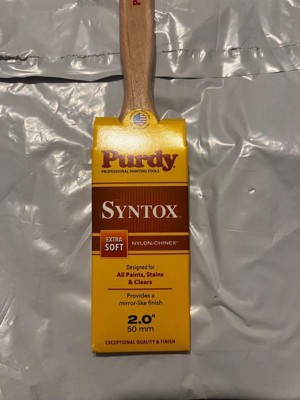 Purdy
PROFESSIONAL PAINTING TOOLS
SYNTOX
EXTRA
SOFT
NYLON/CHINEX
Designed for
All Paints, Stains
& Clears
Provides a
mirror-like finish
2.0"
50 mm
EXCEPTIONAL QUALITY & FINISH